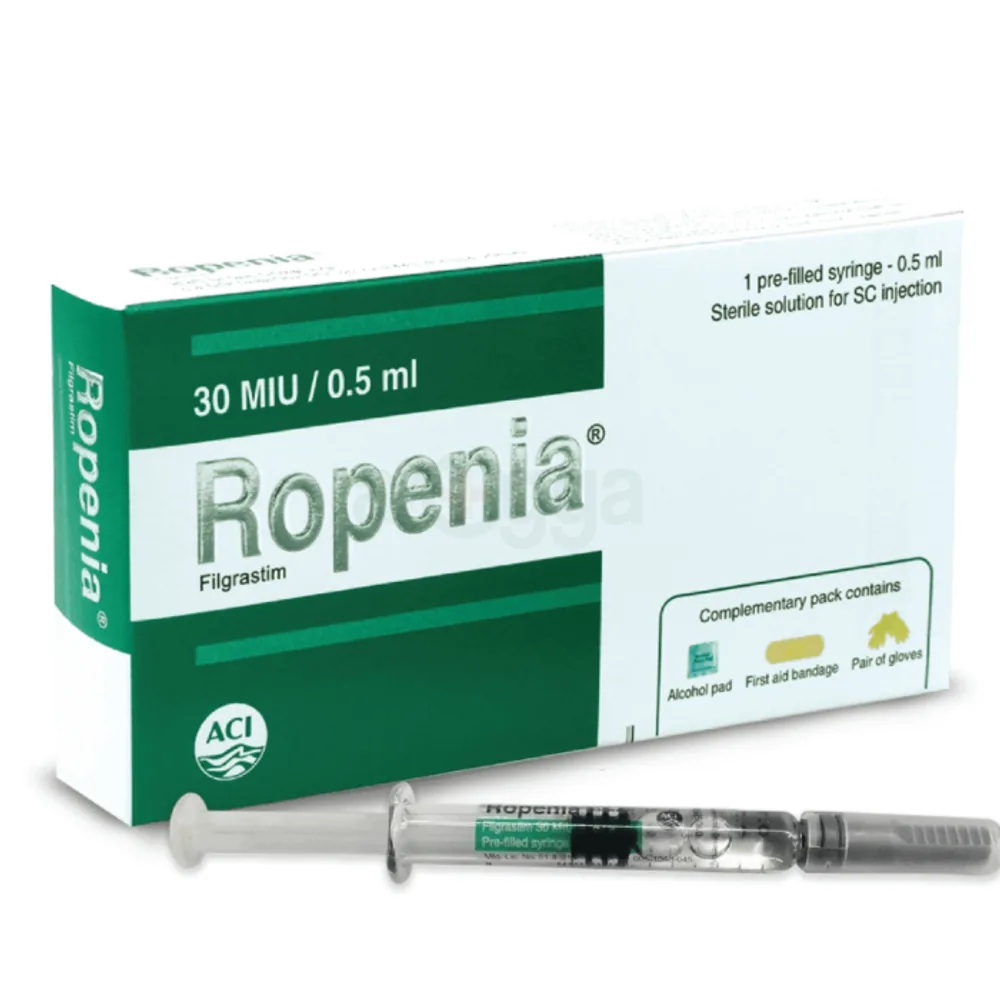 Ropenia
1 pre-filled syringe - 0.5 ml
Sterile solution for SC injection
30 MIU / 0.5 ml
Ropenia®
Filgrastim
Ropenia®
Filgrastim
Complementary pack contains
Alcohol pad
First aid bandage
Pair of gloves
ACI
Ropenia
Filgrastim 30 MIU
Pre-filled syringe